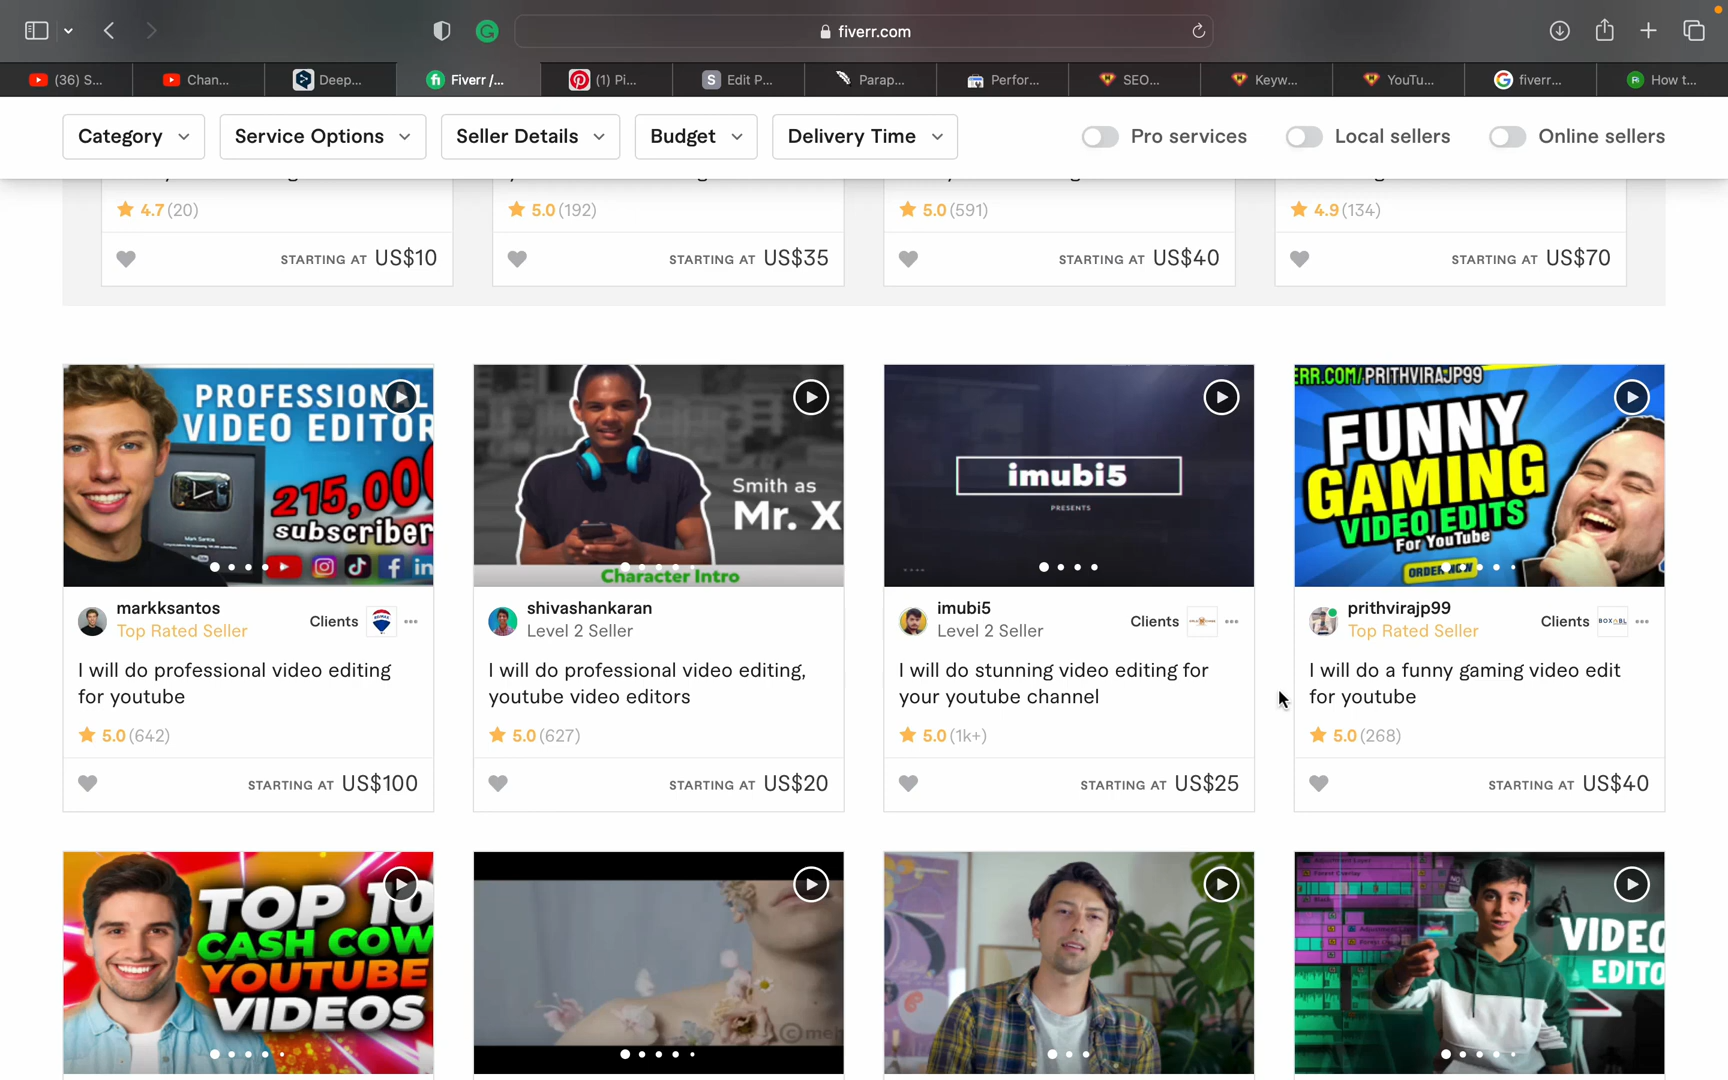 fiverr.com
(36) S...
Chan...
Deep...
Fiverr /...
(1) Pi...
Edit P...
Parap...
Perfor...
SEO...
Keyw...
YouTu...
fiverr...
How t...
Category
Service Options
Seller Details
Budget
Delivery Time
Pro services
Local sellers
Online sellers
4.7 (20)
5.0 (192)
5.0 (591)
4.9 (134)
STARTING AT US$10
STARTING AT US$35
STARTING AT US$40
STARTING AT US$70
PROFESSIONAL
VIDEO EDITOR
215,00
subscriber
Smith as
Mr. X
Character Intro
imubi5
PRESENTS
ERR.COM/PRITHVIRAJP99
FUNNY
GAMING
VIDEO EDITS
For YouTube
ORDER NOW
markksantos
Top Rated Seller
Clients
shivashankaran
Level 2 Seller
imubi5
Level 2 Seller
Clients
prithvirajp99
Top Rated Seller
Clients
BOXABL
I will do professional video editing
for youtube
I will do professional video editing,
youtube video editors
I will do stunning video editing for
your youtube channel
I will do a funny gaming video edit
for youtube
5.0 (642)
5.0 (627)
5.0 (1k+)
5.0 (268)
STARTING AT US$100
STARTING AT US$20
STARTING AT US$25
STARTING AT US$40
TOP 10
CASH COW
YOUTUBE
VIDEOS
©meh
Adjustment Layer
VIDEO
EDITO